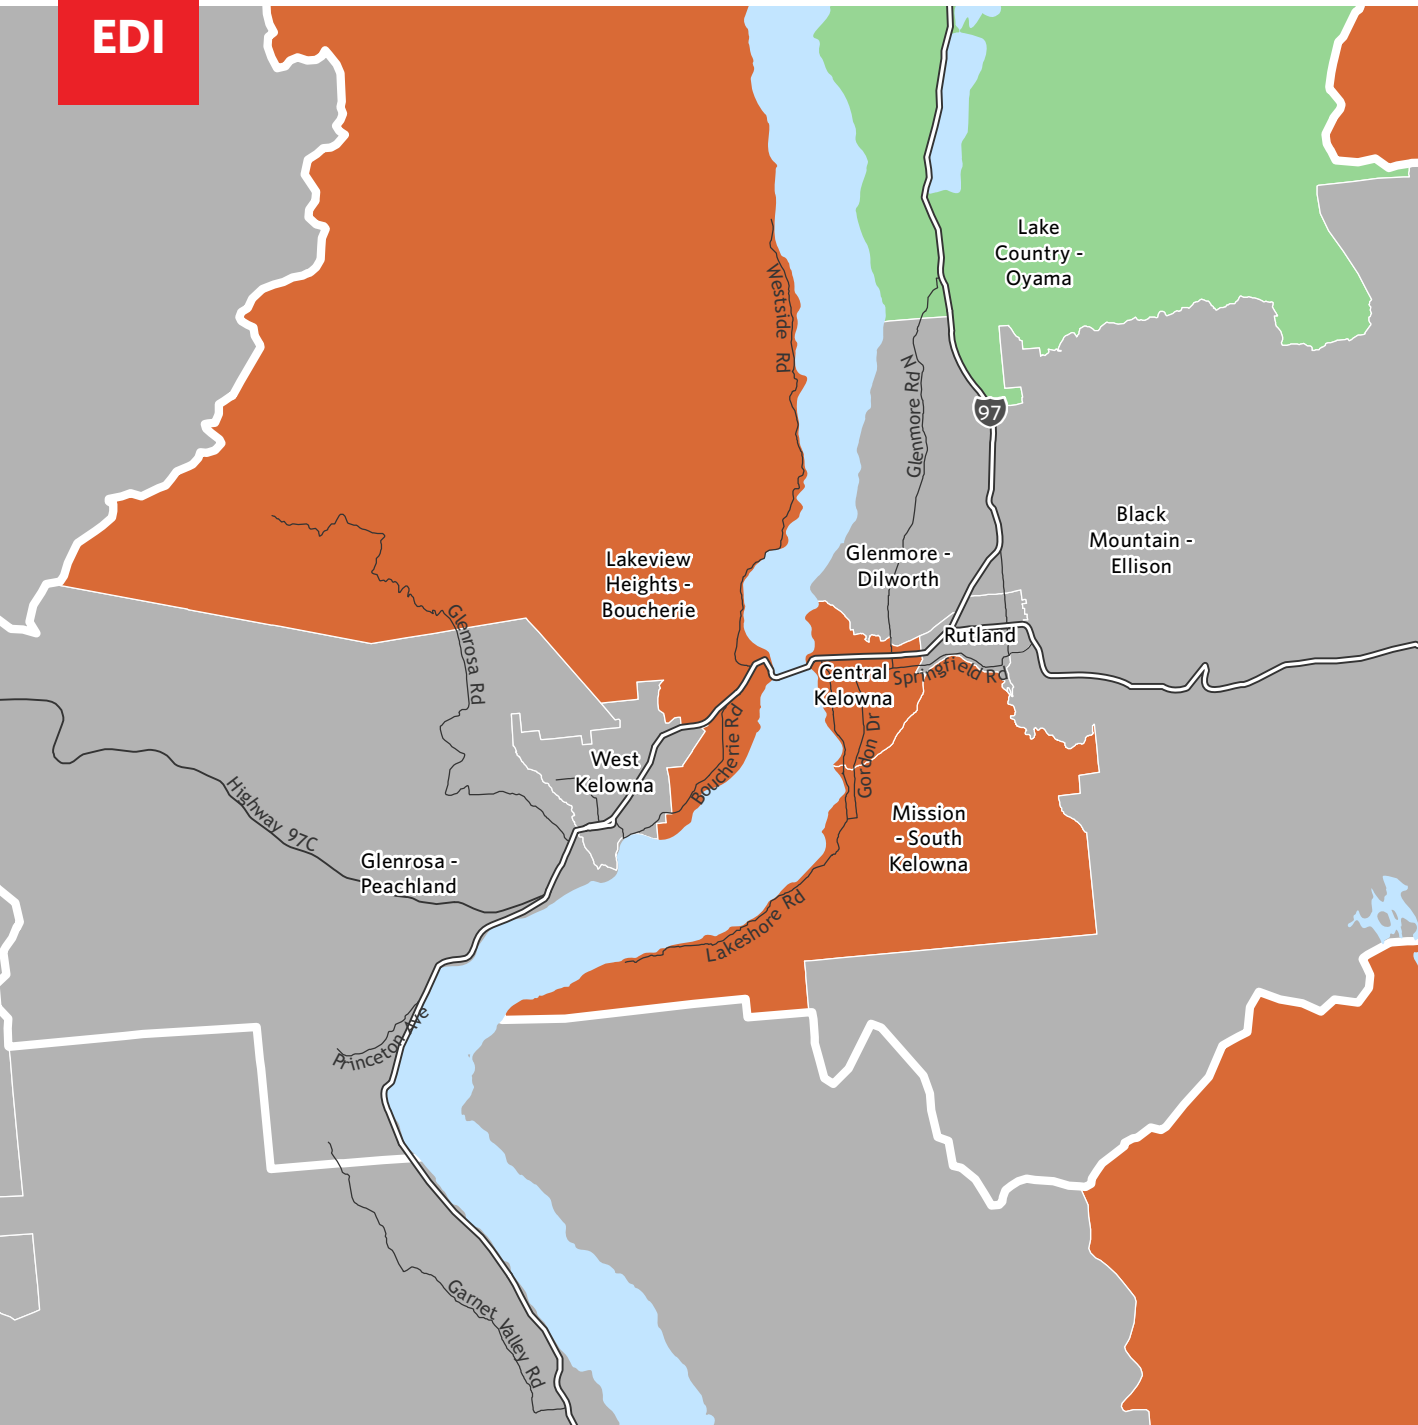 EDI
Lake
Country -
Oyama
Westside Rd
Glenmore Rd N
97
Black
Mountain -
Ellison
Lakeview
Heights -
Boucherie
Glenmore -
Dilworth
Glenrosa Rd
Rutland
Springfield Rd
Central
Kelowna
Boucherie Rd
Gordon Dr
West
Kelowna
Highway 97C
Mission
- South
Kelowna
Glenrosa -
Peachland
Lakeshore Rd
Princeton Ave
Garnet Valley Rd